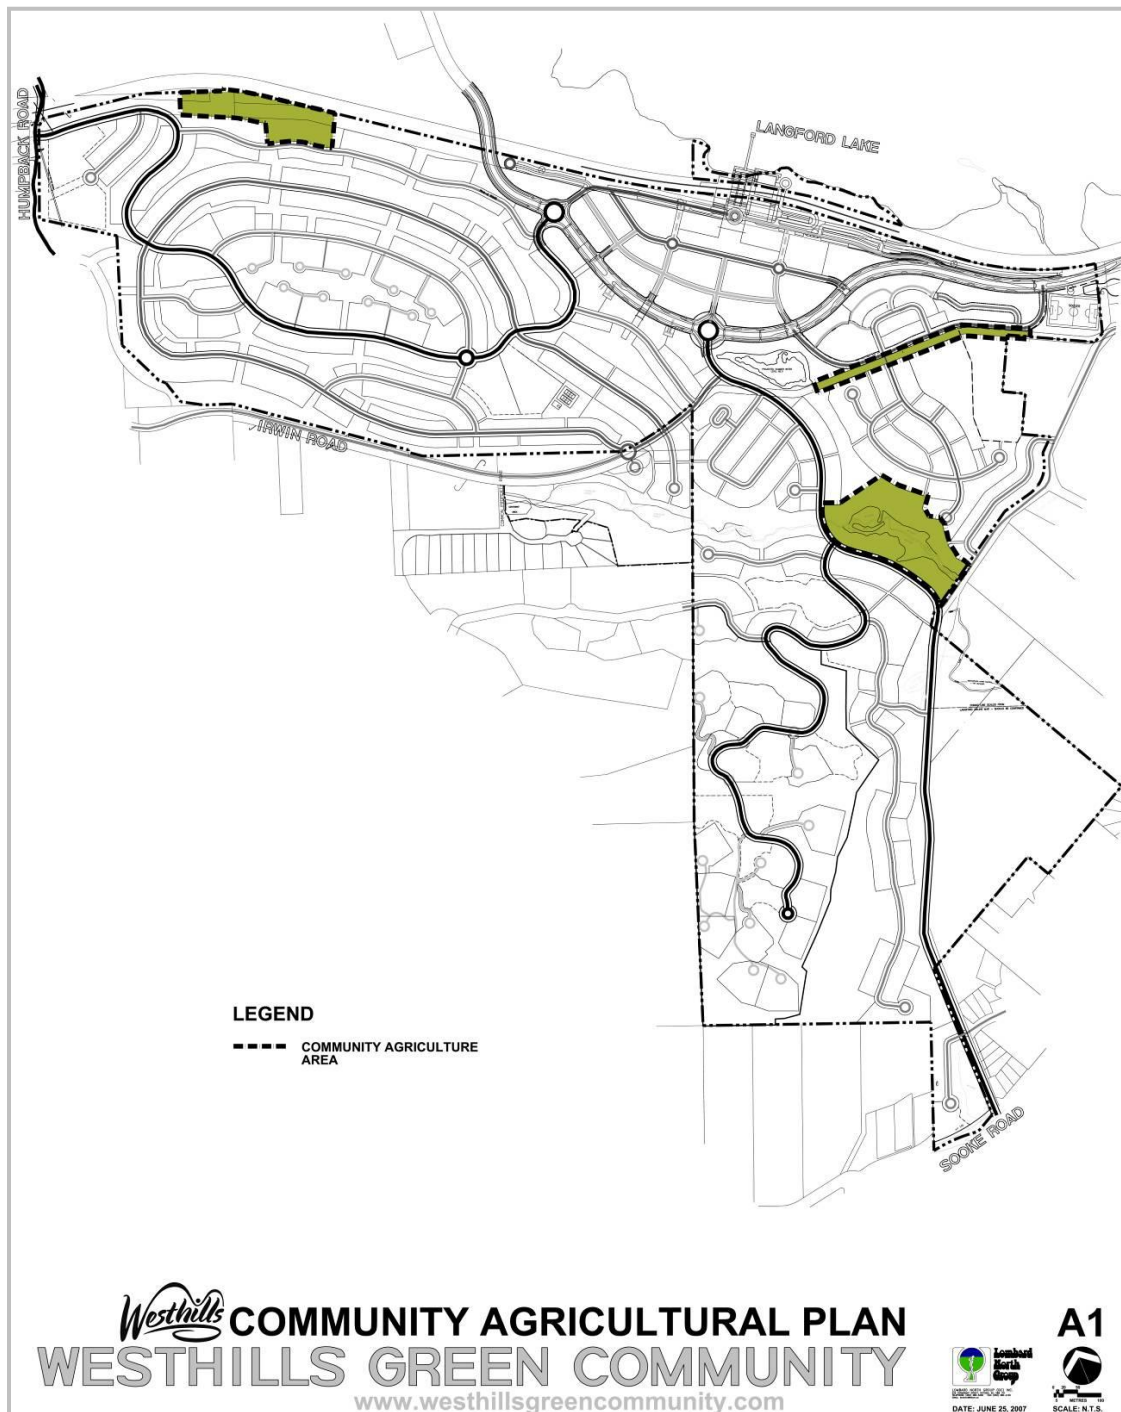 HUMPBACK ROAD
LANGFORD LAKE
IRWIN ROAD
SOOKE ROAD
LEGEND
COMMUNITY AGRICULTURE
AREA
Westhills COMMUNITY AGRICULTURAL PLAN
WESTHILLS GREEN COMMUNITY
www.westhillsgreencommunity.com
A1
Lombard
North
Group
METRES
DATE: JUNE 25, 2007
SCALE: N.T.S.